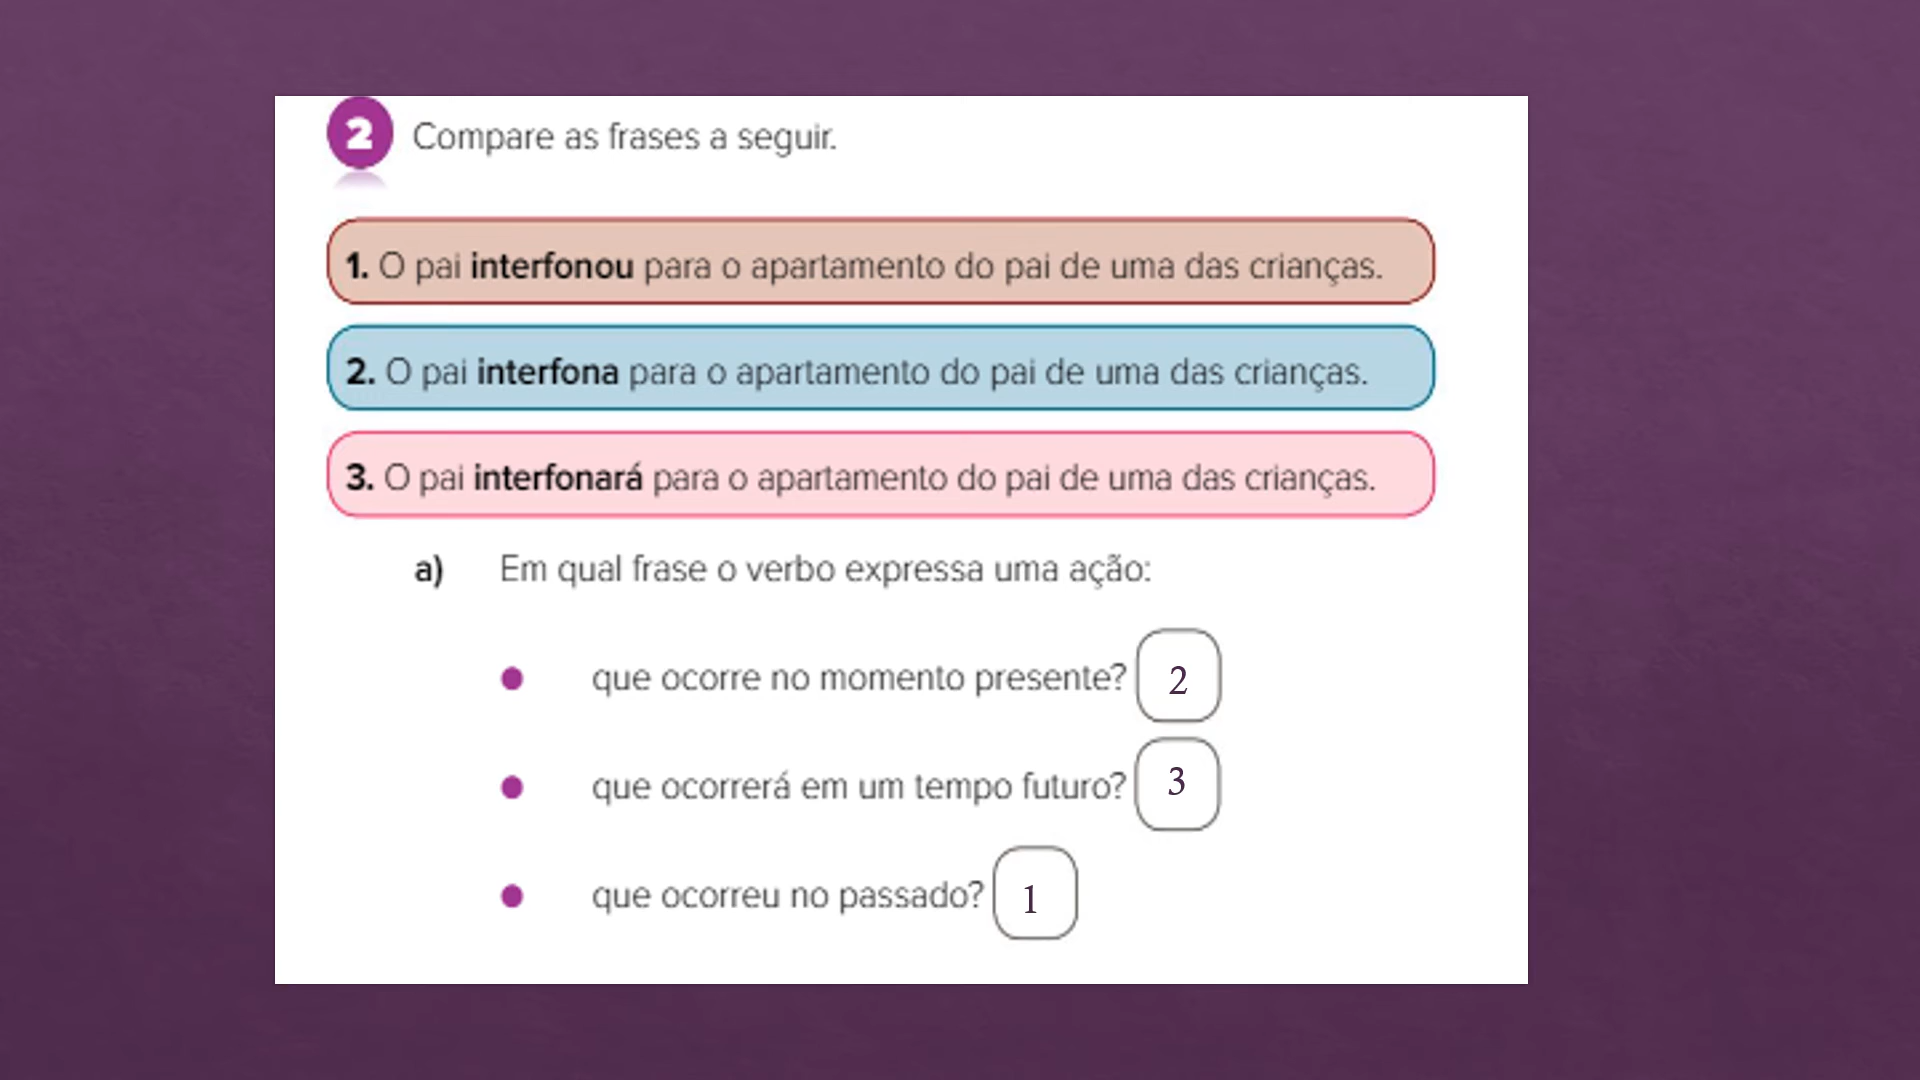 2 Compare as frases a seguir.
1. O pai interfonou para o apartamento do pai de uma das crianças.
2. O pai interfona para o apartamento do pai de uma das crianças.
3. O pai interfonará para o apartamento do pai de uma das crianças.
a) Em qual frase o verbo expressa uma ação:
● que ocorre no momento presente? 2
● que ocorrerá em um tempo futuro? 3
● que ocorreu no passado? 1